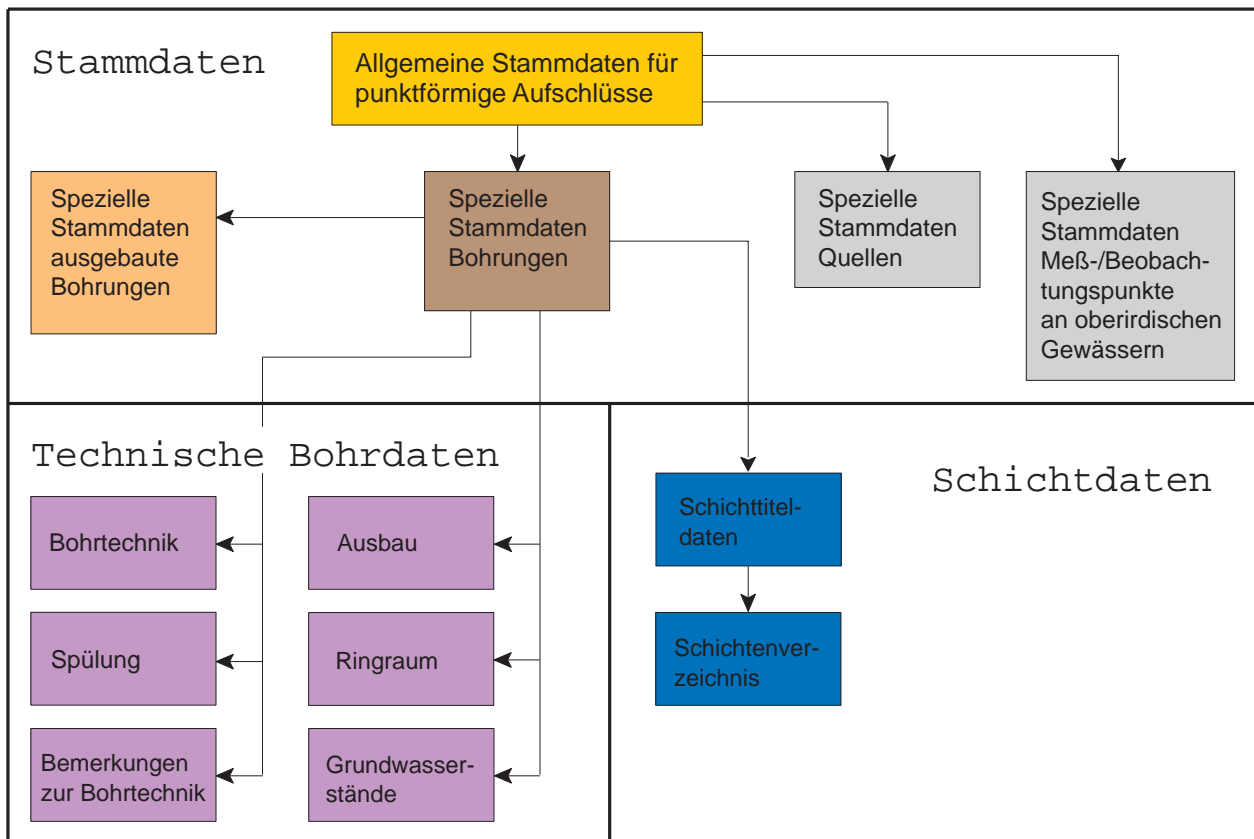 Stammdaten
Allgemeine Stammdaten für
punktförmige Aufschlüsse
Spezielle
Stammdaten
ausgebaute
Bohrungen
Spezielle
Stammdaten
Bohrungen
Spezielle
Stammdaten
Quellen
Spezielle
Stammdaten
Meß-/Beobach-
tungspunkte
an oberirdischen
Gewässern
Technische Bohrdaten
Bohrtechnik
Spülung
Bemerkungen
zur Bohrtechnik
Ausbau
Ringraum
Grundwasser-
stände
Schichtdaten
Schichttitel-
daten
Schichtenver-
zeichnis